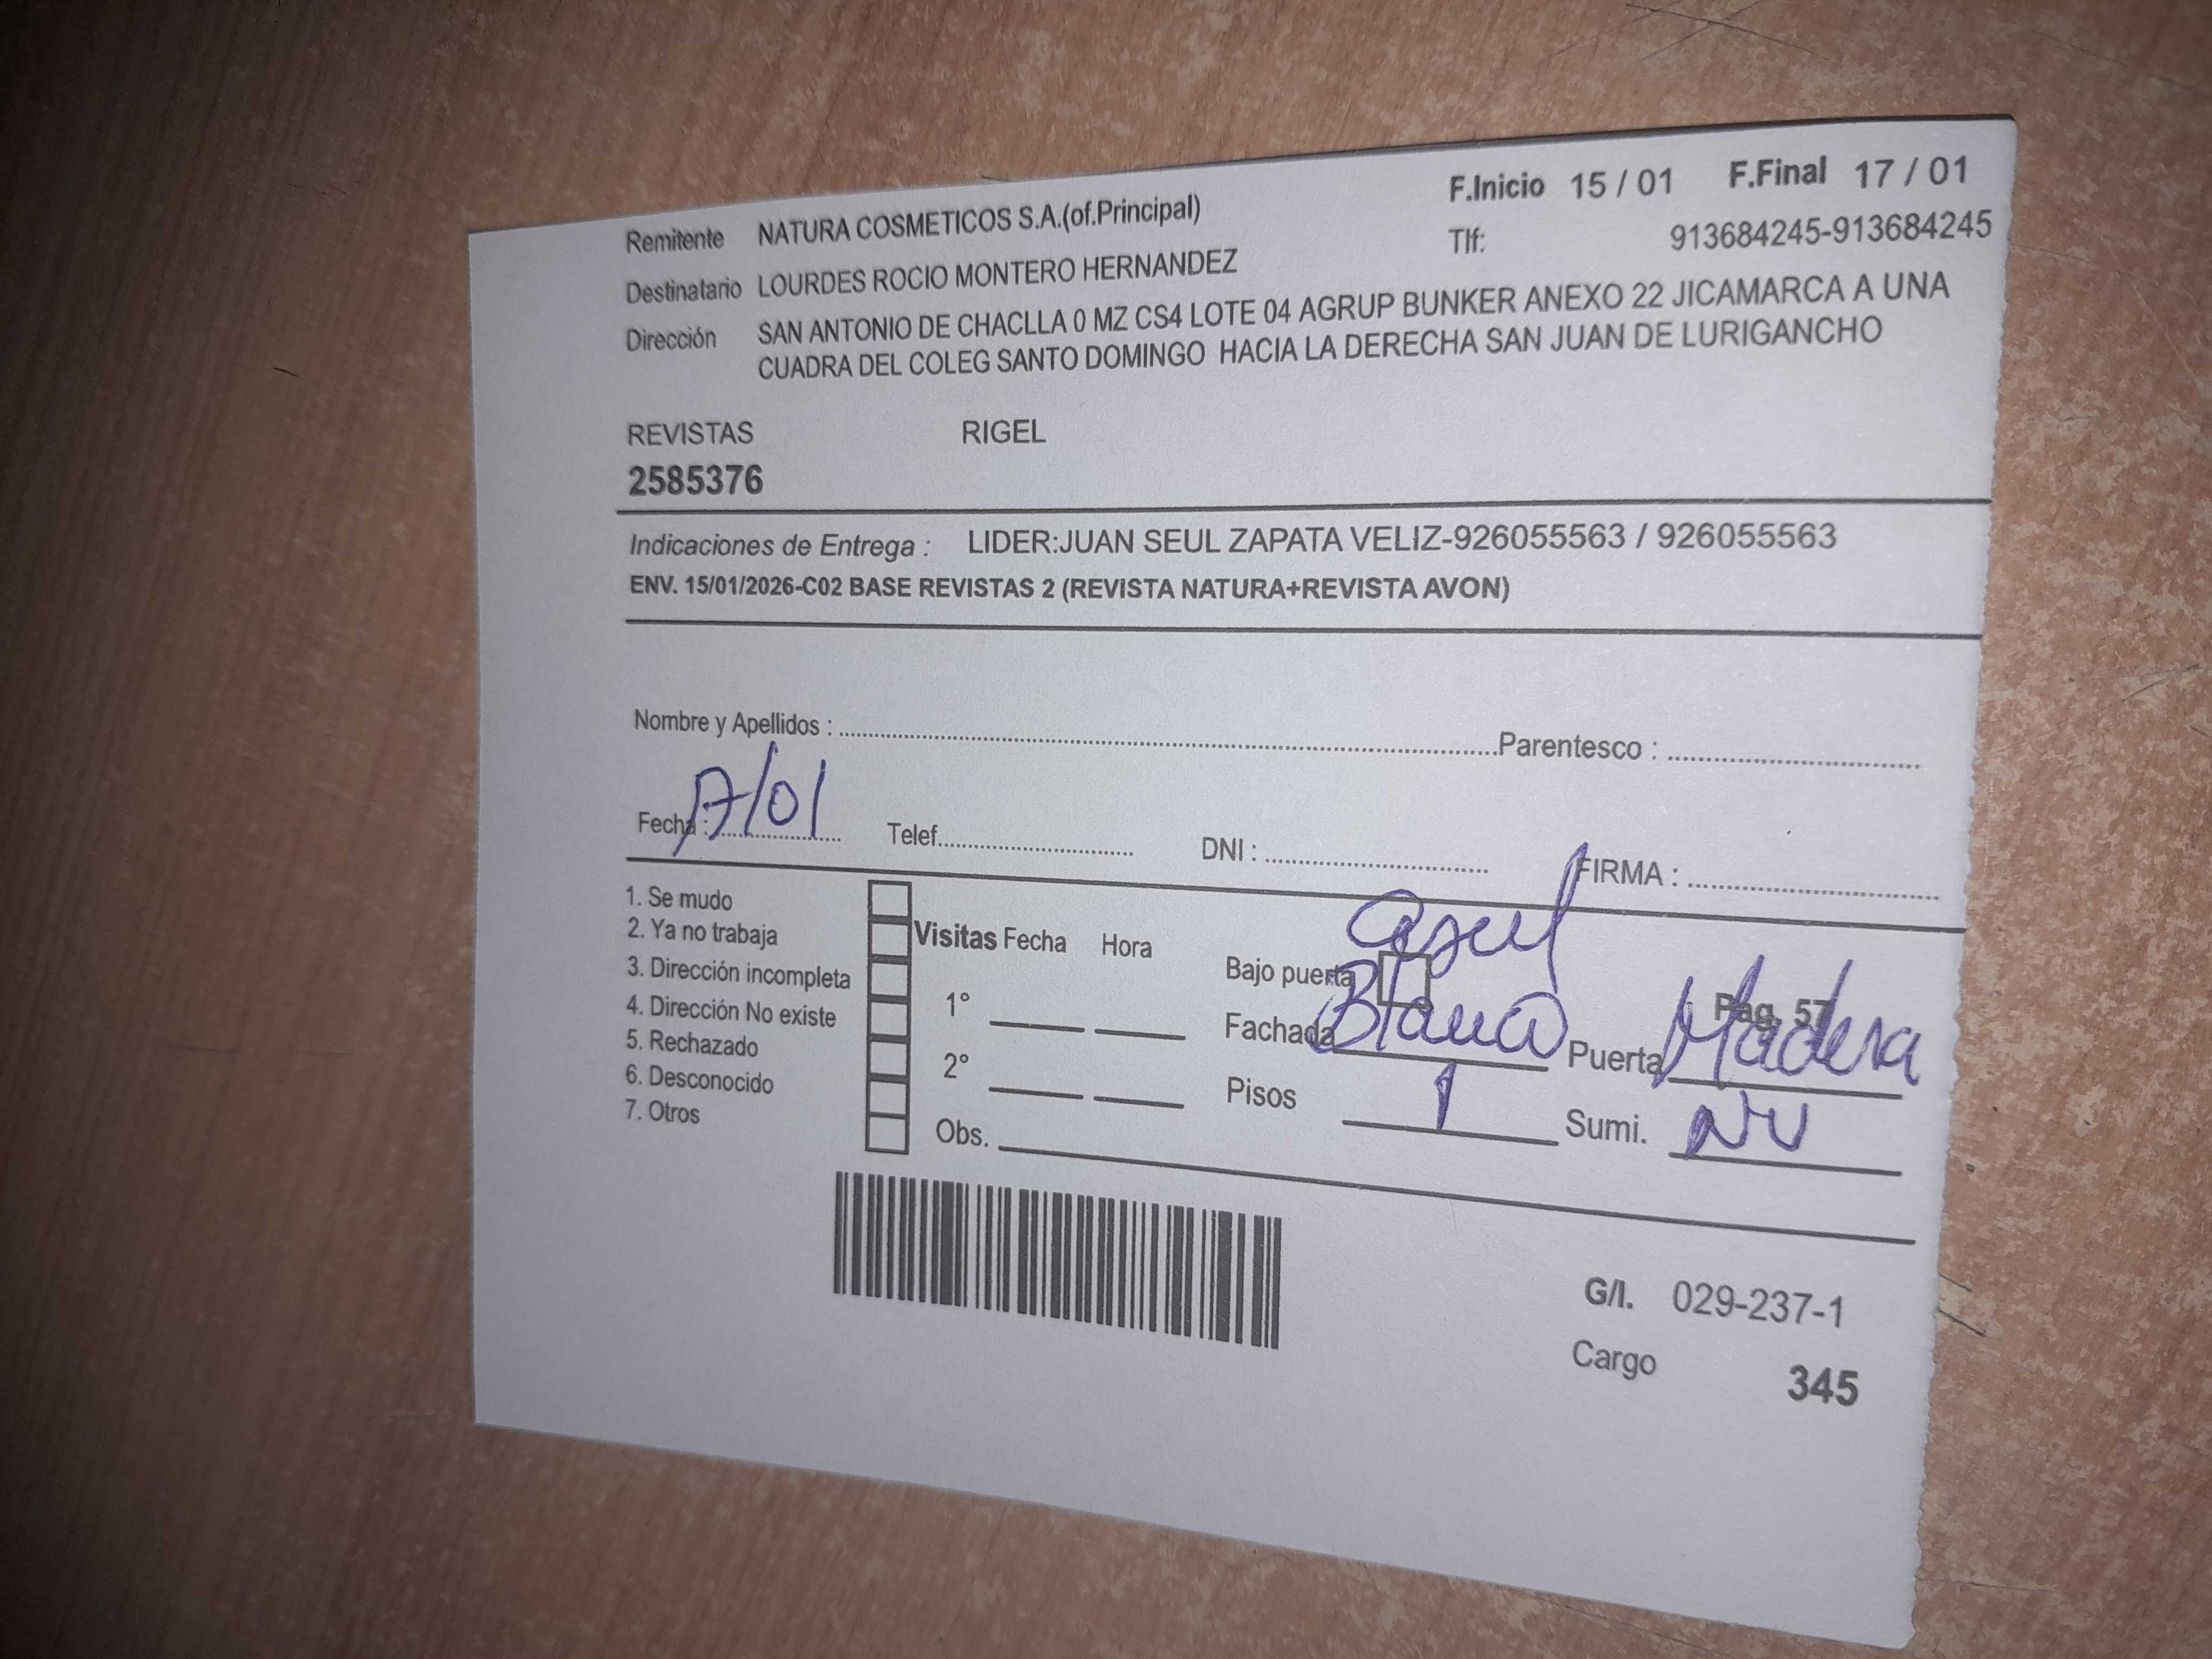 F.Inicio 15 / 01 F.Final 17 / 01
Remitente NATURA COSMETICOS S.A.(of.Principal)
Tlf: 913684245-913684245
Destinatario LOURDES ROCIO MONTERO HERNANDEZ
Dirección SAN ANTONIO DE CHACLLA 0 MZ CS4 LOTE 04 AGRUP BUNKER ANEXO 22 JICAMARCA A UNA
CUADRA DEL COLEG SANTO DOMINGO HACIA LA DERECHA SAN JUAN DE LURIGANCHO
REVISTAS RIGEL
2585376
Indicaciones de Entrega : LIDER:JUAN SEUL ZAPATA VELIZ-926055563 / 926055563
ENV. 15/01/2026-C02 BASE REVISTAS 2 (REVISTA NATURA+REVISTA AVON)
Nombre y Apellidos : Parentesco :
Fecha : 17/01 Telef. DNI : FIRMA :
1. Se mudo
2. Ya no trabaja
3. Dirección incompleta
4. Dirección No existe
5. Rechazado
6. Desconocido
7. Otros
Visitas Fecha Hora
1°
2°
Obs.
azul
Bajo puerta
Pag. 57
Fachada Blanca Puerta Madera
Pisos 1 Sumi.
G/I. 029-237-1
Cargo 345